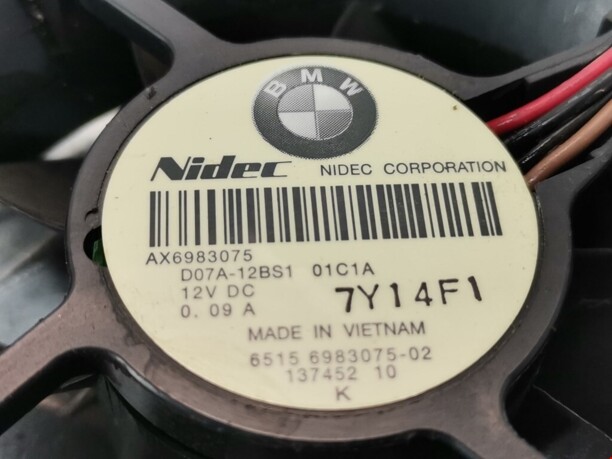 BMW
Nidec NIDEC CORPORATION
AX6983075
D07A-12BS1 01C1A
12V DC
7Y14F1
0.09 A
MADE IN VIETNAM
6515 6983075-02
137452 10
K